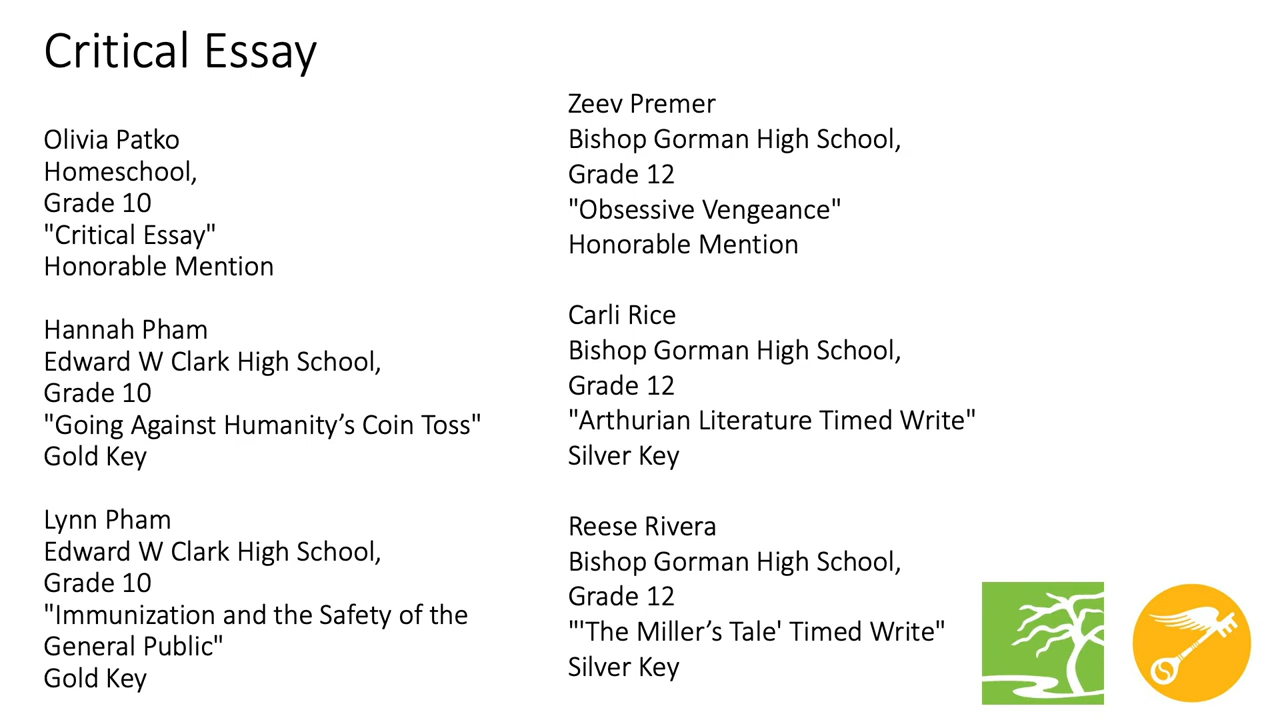 Critical Essay
Olivia Patko
Homeschool,
Grade 10
"Critical Essay"
Honorable Mention
Hannah Pham
Edward W Clark High School,
Grade 10
"Going Against Humanity’s Coin Toss"
Gold Key
Lynn Pham
Edward W Clark High School,
Grade 10
"Immunization and the Safety of the
General Public"
Gold Key
Zeev Premer
Bishop Gorman High School,
Grade 12
"Obsessive Vengeance"
Honorable Mention
Carli Rice
Bishop Gorman High School,
Grade 12
"Arthurian Literature Timed Write"
Silver Key
Reese Rivera
Bishop Gorman High School,
Grade 12
"'The Miller’s Tale' Timed Write"
Silver Key